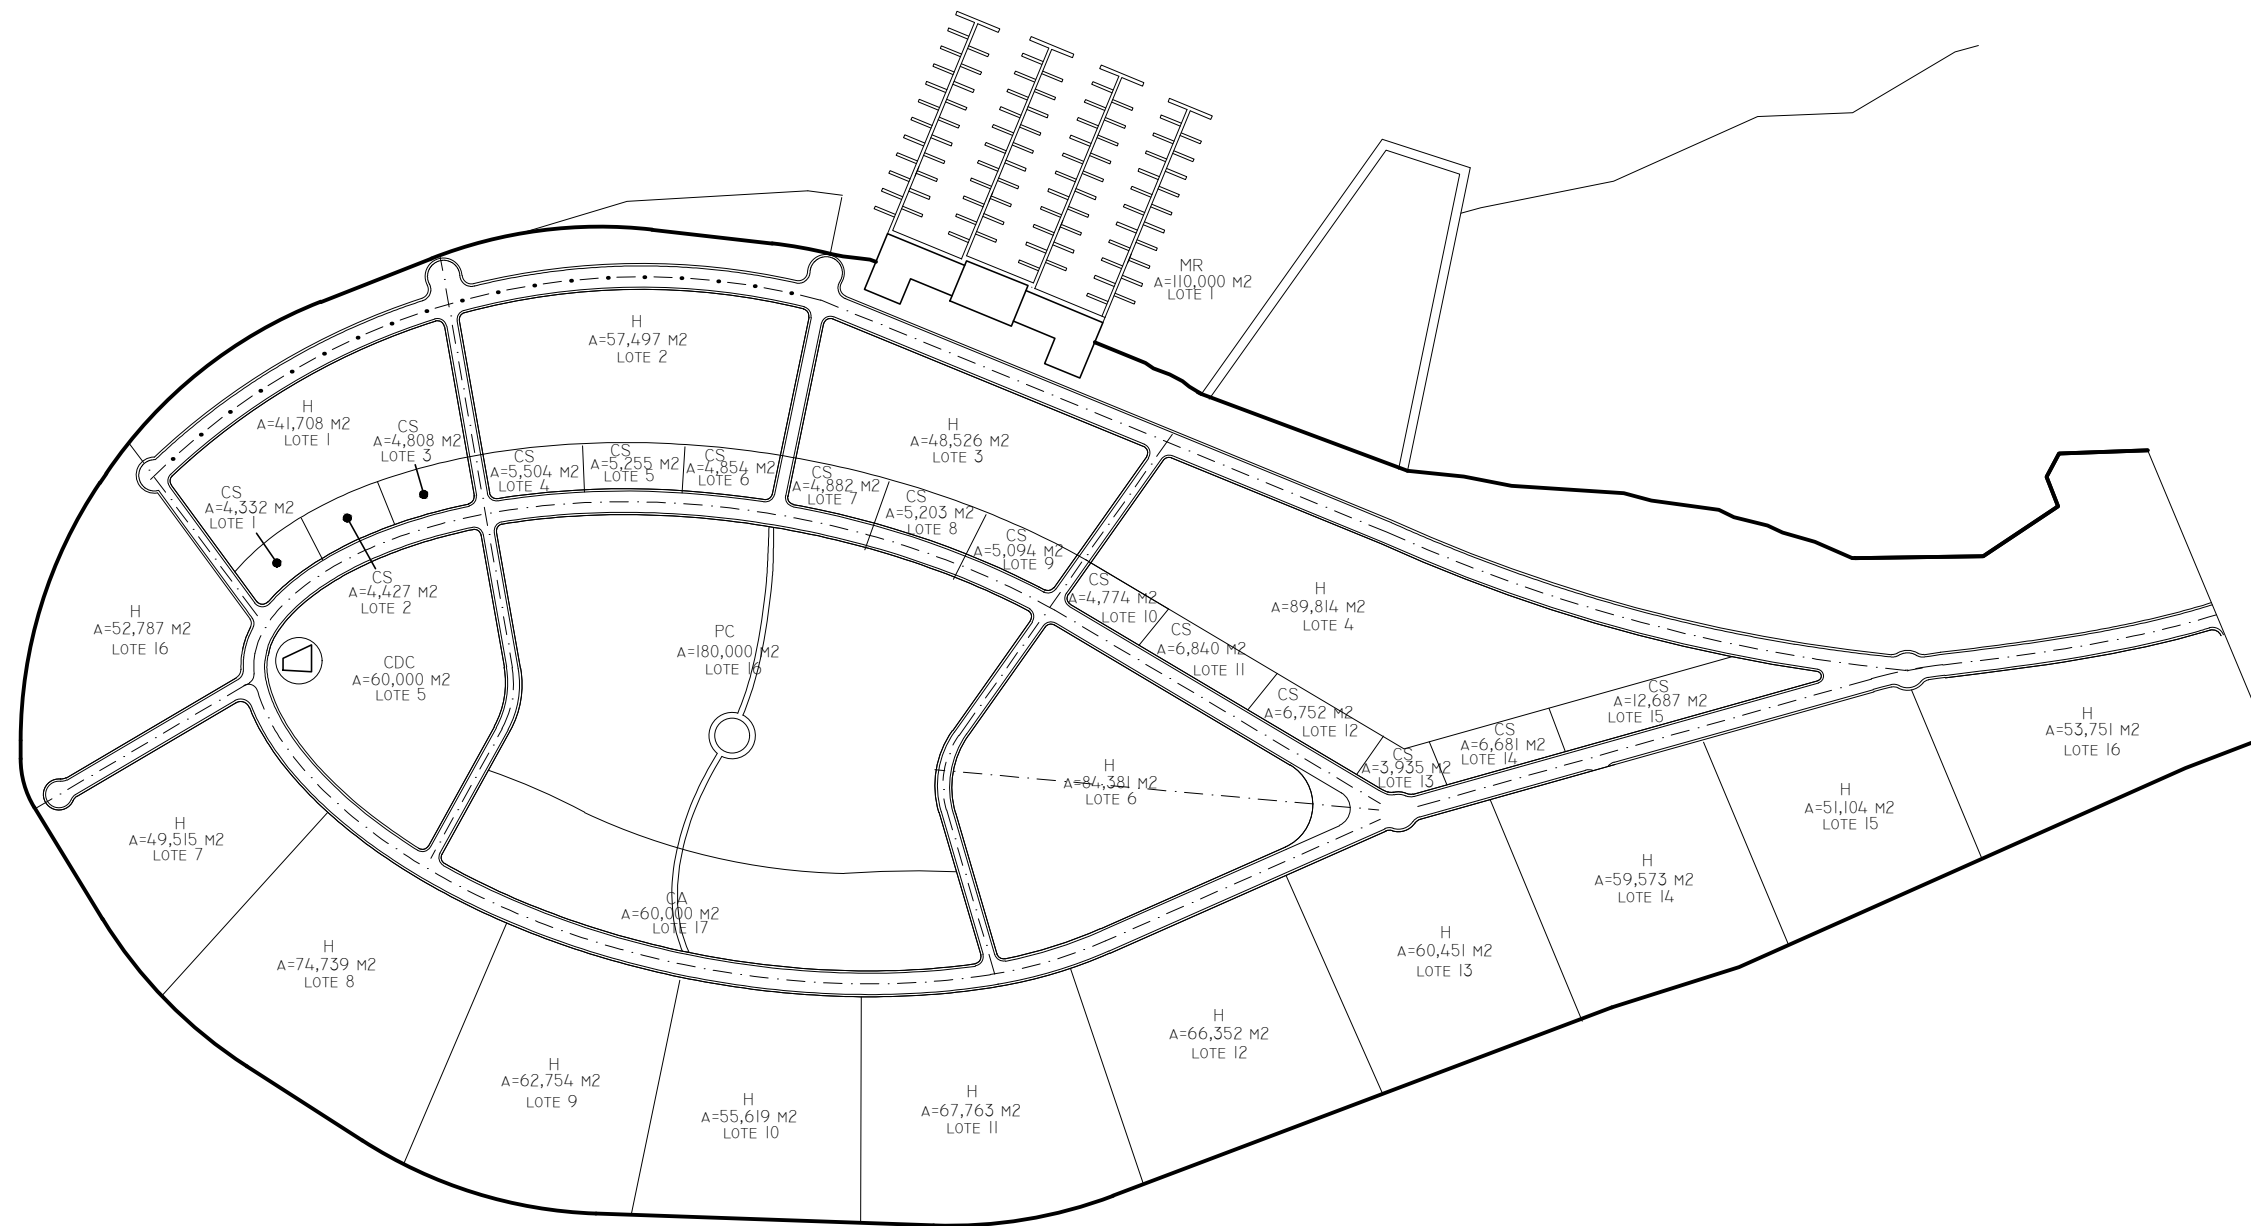 MR
A=110,000 M2
LOTE 1
H
A=57,497 M2
LOTE 2
H
A=41,708 M2
LOTE 1
CS
A=4,808 M2
LOTE 3
H
A=48,526 M2
LOTE 3
CS
A=5,504 M2
LOTE 4
CS
A=5,255 M2
LOTE 5
CS
A=4,854 M2
LOTE 6
CS
A=4,882 M2
LOTE 7
CS
A=5,203 M2
LOTE 8
CS
A=5,094 M2
LOTE 9
CS
A=4,332 M2
LOTE 1
CS
A=4,427 M2
LOTE 2
CS
A=4,774 M2
LOTE 10
H
A=89,814 M2
LOTE 4
H
A=52,787 M2
LOTE 16
CDC
A=60,000 M2
LOTE 5
PC
A=180,000 M2
LOTE 16
CS
A=6,840 M2
LOTE 11
CS
A=6,752 M2
LOTE 12
CS
A=12,687 M2
LOTE 15
CS
A=6,681 M2
LOTE 14
CS
A=3,935 M2
LOTE 13
H
A=53,751 M2
LOTE 16
H
A=84,381 M2
LOTE 6
H
A=51,104 M2
LOTE 15
H
A=49,515 M2
LOTE 7
H
A=59,573 M2
LOTE 14
CA
A=60,000 M2
LOTE 17
H
A=74,739 M2
LOTE 8
H
A=60,451 M2
LOTE 13
H
A=66,352 M2
LOTE 12
H
A=62,754 M2
LOTE 9
H
A=55,619 M2
LOTE 10
H
A=67,763 M2
LOTE 11